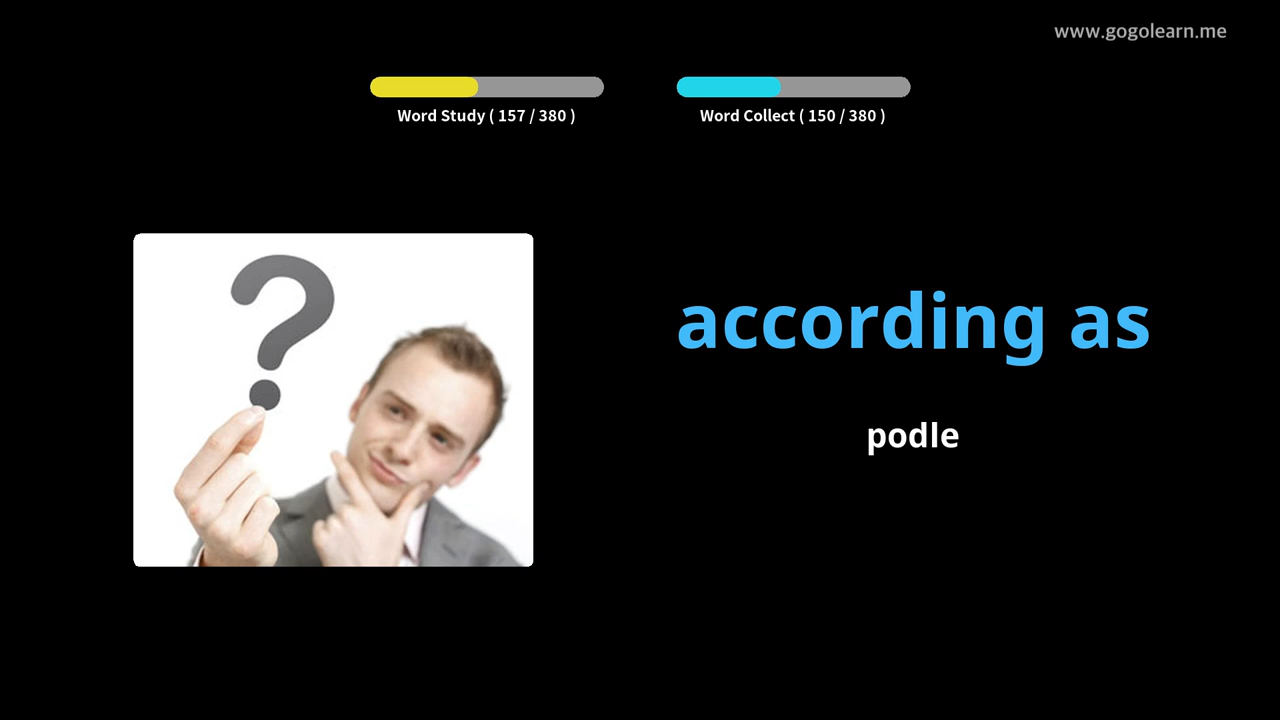 www.gogolearn.me
Word Study ( 157 / 380 )
Word Collect ( 150 / 380 )
?
according as
podle